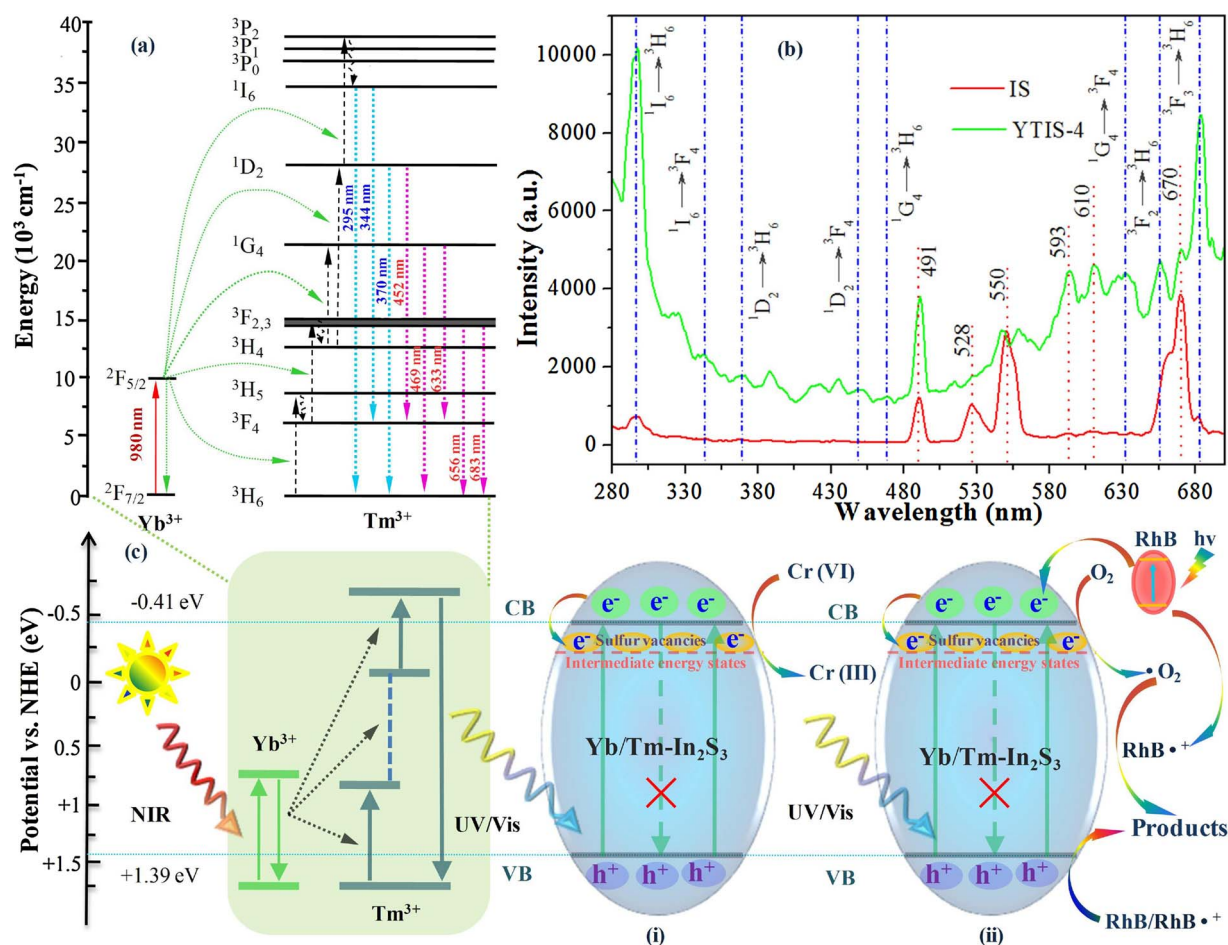 (a)
Energy (10³ cm⁻¹)
40
35
30
25
20
15
10
5
0
³P₂
³P₁
³P₀
¹I₆
¹D₂
¹G₄
³F₂,₃
³H₄
³H₅
³F₄
³H₆
²F₅/₂
²F₇/₂
980 nm
295 nm
344 nm
370 nm
452 nm
469 nm
633 nm
656 nm
683 nm
Yb³⁺
Tm³⁺
(b)
Intensity (a.u.)
10000
8000
6000
4000
2000
0
¹I₆ → ³H₆
¹I₆ → ³F₄
¹D₂ → ³H₆
¹D₂ → ³F₄
¹G₄ → ³H₆
¹G₄ → ³F₄
³F₂ → ³H₆
³F₃ → ³H₆
IS
YTIS-4
491
528
550
593
610
670
280 330 380 430 480 530 580 630 680
Wavelength (nm)
(c)
Potential vs. NHE (eV)
-0.5
0
0.5
+1
+1.5
-0.41 eV
+1.39 eV
NIR
Yb³⁺
Tm³⁺
UV/Vis
CB
VB
e⁻ e⁻ e⁻
e⁻ Sulfur vacancies e⁻
Intermediate energy states
Yb/Tm-In₂S₃
h⁺ h⁺ h⁺
Cr (VI)
Cr (III)
(i)
UV/Vis
CB
VB
e⁻ e⁻ e⁻
e⁻ Sulfur vacancies e⁻
Intermediate energy states
Yb/Tm-In₂S₃
h⁺ h⁺ h⁺
RhB
hv
O₂
•O₂
RhB•⁺
Products
RhB/RhB•⁺
(ii)